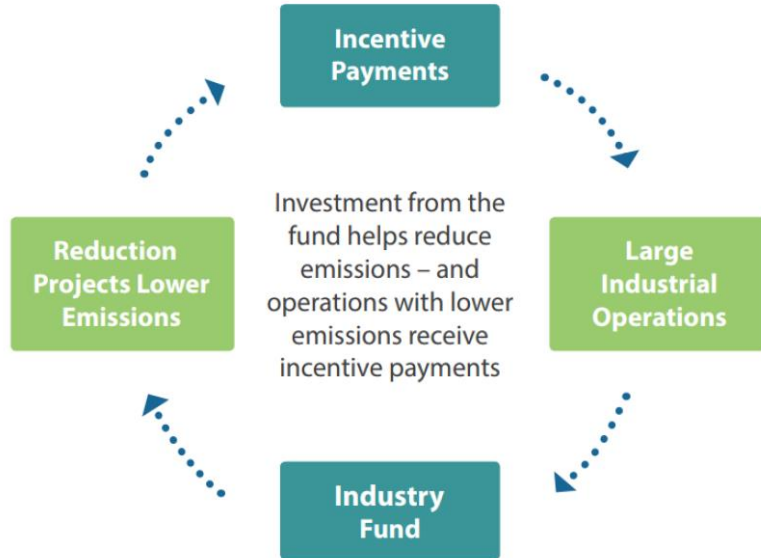 Incentive
Payments
Reduction
Projects Lower
Emissions
Investment from the
fund helps reduce
emissions – and
operations with lower
emissions receive
incentive payments
Large
Industrial
Operations
Industry
Fund